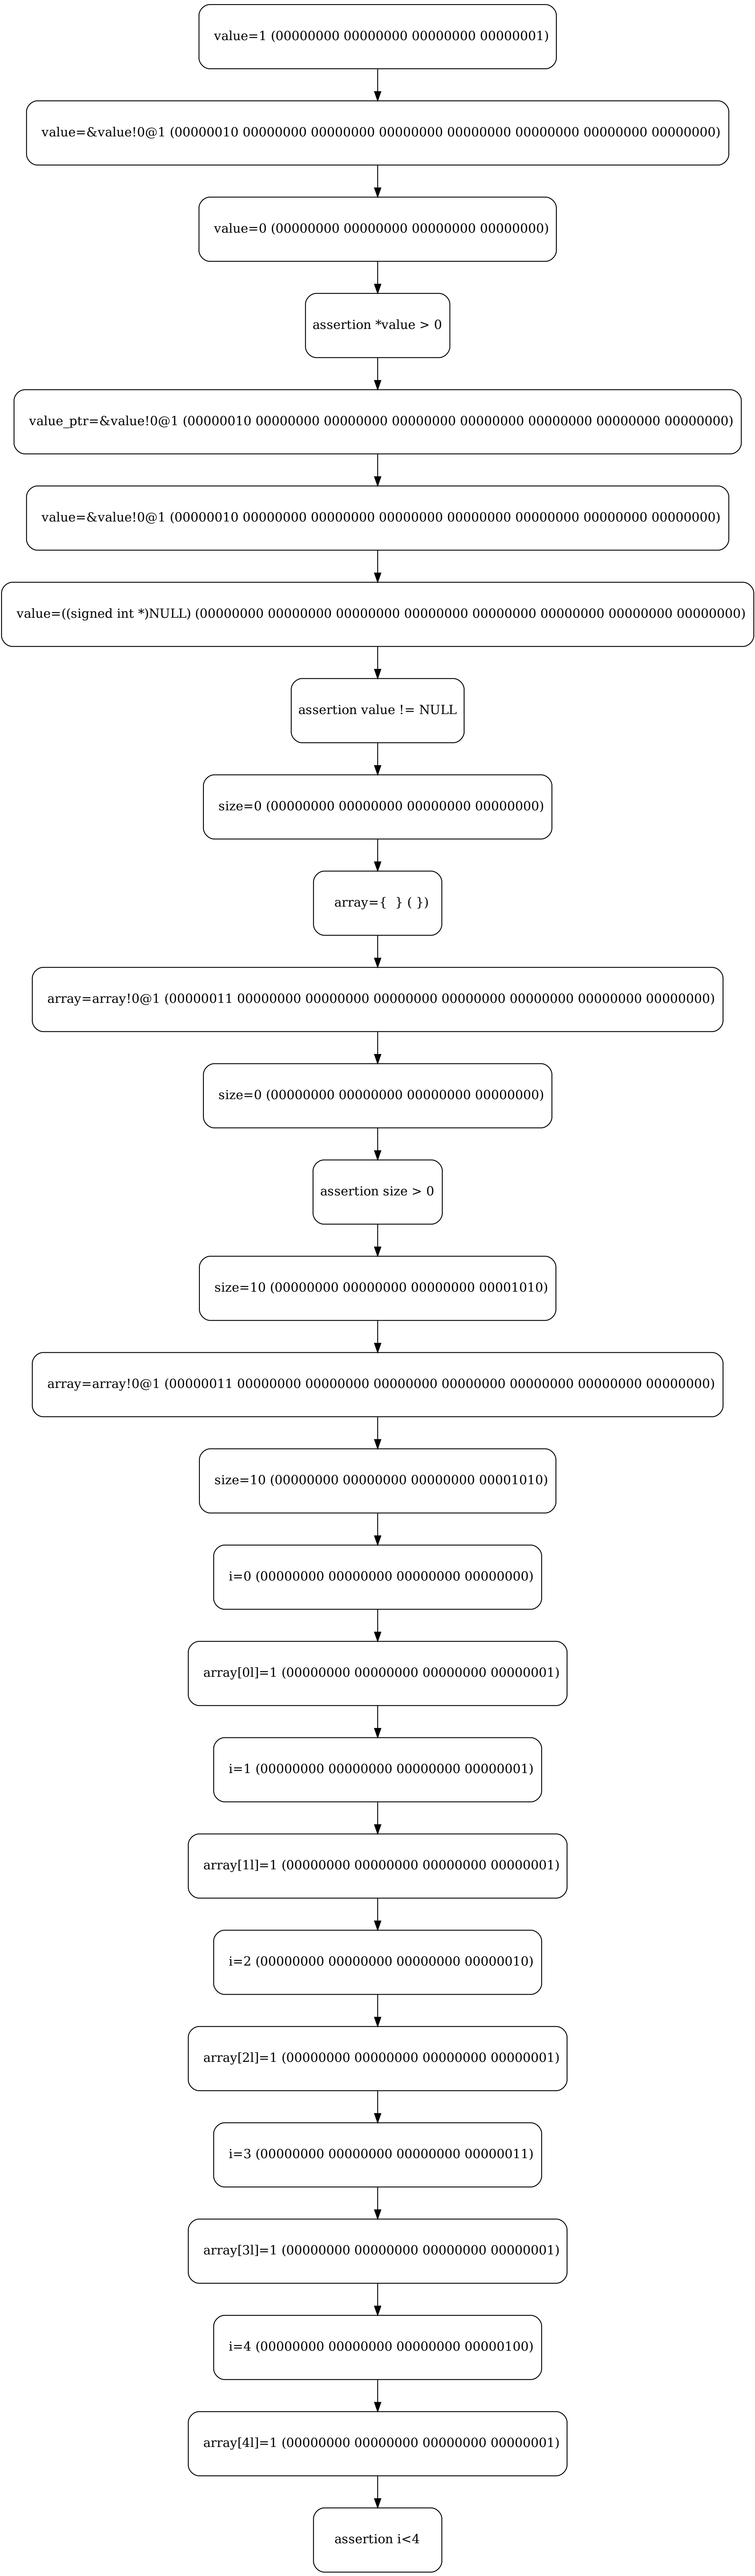 value=1 (00000000 00000000 00000000 00000001)
value=&value!0@1 (00000010 00000000 00000000 00000000 00000000 00000000 00000000 00000000)
value=0 (00000000 00000000 00000000 00000000)
assertion *value > 0
value_ptr=&value!0@1 (00000010 00000000 00000000 00000000 00000000 00000000 00000000 00000000)
value=&value!0@1 (00000010 00000000 00000000 00000000 00000000 00000000 00000000 00000000)
value=((signed int *)NULL) (00000000 00000000 00000000 00000000 00000000 00000000 00000000 00000000)
assertion value != NULL
size=0 (00000000 00000000 00000000 00000000)
array={  } ( })
array=array!0@1 (00000011 00000000 00000000 00000000 00000000 00000000 00000000 00000000)
size=0 (00000000 00000000 00000000 00000000)
assertion size > 0
size=10 (00000000 00000000 00000000 00001010)
array=array!0@1 (00000011 00000000 00000000 00000000 00000000 00000000 00000000 00000000)
size=10 (00000000 00000000 00000000 00001010)
i=0 (00000000 00000000 00000000 00000000)
array[0l]=1 (00000000 00000000 00000000 00000001)
i=1 (00000000 00000000 00000000 00000001)
array[1l]=1 (00000000 00000000 00000000 00000001)
i=2 (00000000 00000000 00000000 00000010)
array[2l]=1 (00000000 00000000 00000000 00000001)
i=3 (00000000 00000000 00000000 00000011)
array[3l]=1 (00000000 00000000 00000000 00000001)
i=4 (00000000 00000000 00000000 00000100)
array[4l]=1 (00000000 00000000 00000000 00000001)
assertion i<4